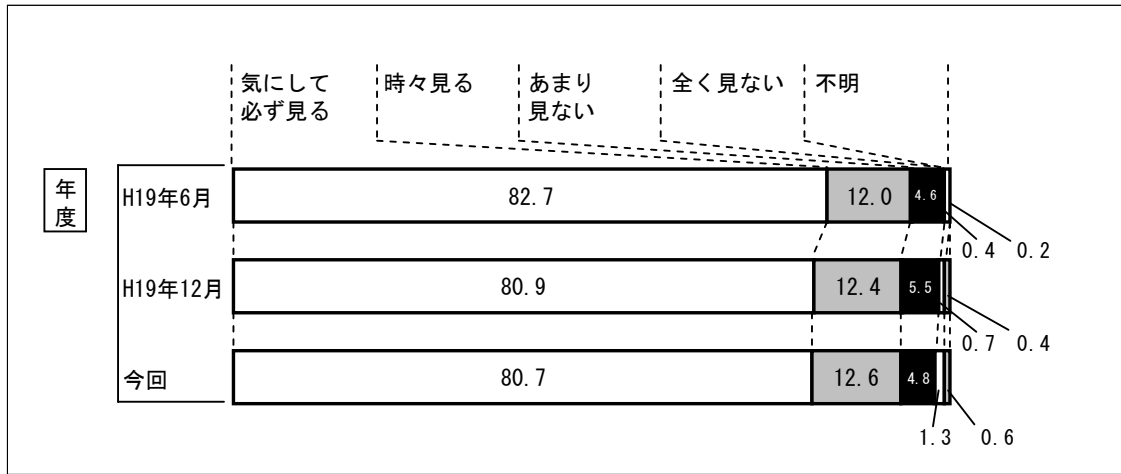 気にして
必ず見る
時々見る
あまり
見ない
全く見ない
不明
年度
H19年6月
82.7
12.0
4.6
0.4
0.2
H19年12月
80.9
12.4
5.5
0.7
0.4
今回
80.7
12.6
4.8
1.3
0.6